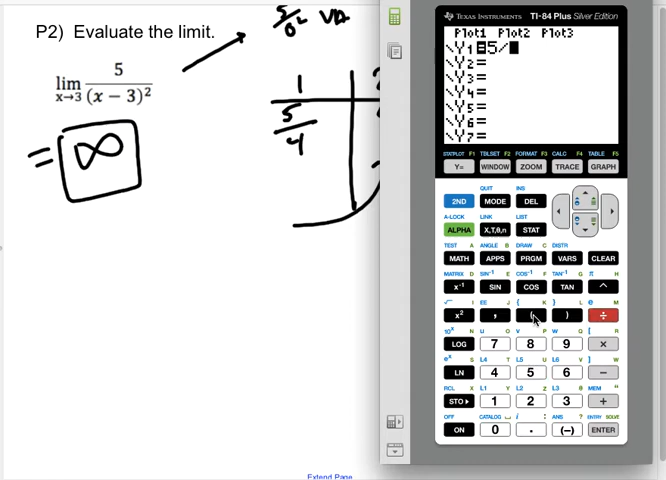 P2) Evaluate the limit.
lim x→3 5/(x − 3)²
= ∞
5/0² VA
1
5/4
TEXAS INSTRUMENTS TI-84 Plus Silver Edition
Plot1 Plot2 Plot3
\Y1=5/
\Y2=
\Y3=
\Y4=
\Y5=
\Y6=
\Y7=
STATPLOT F1 TBLSET F2 FORMAT F3 CALC F4 TABLE F5
Y= WINDOW ZOOM TRACE GRAPH
QUIT INS
2ND MODE DEL
A-LOCK LINK LIST
ALPHA X,T,θ,n STAT
TEST A ANGLE B DRAW C DISTR
MATH APPS PRGM VARS CLEAR
MATRIX D SIN⁻¹ E COS⁻¹ F TAN⁻¹ G π H
x⁻¹ SIN COS TAN ^
√ I EE J { K } L e M
x² , ( ) ÷
10ˣ N u O v P w Q [ R
LOG 7 8 9 ×
eˣ S L4 T L5 U L6 V ] W
LN 4 5 6 −
RCL X L1 Y L2 Z L3 θ MEM "
STO▸ 1 2 3 +
OFF CATALOG ⎵ i : ANS ? ENTRY SOLVE
ON 0 . (−) ENTER
Extend Page